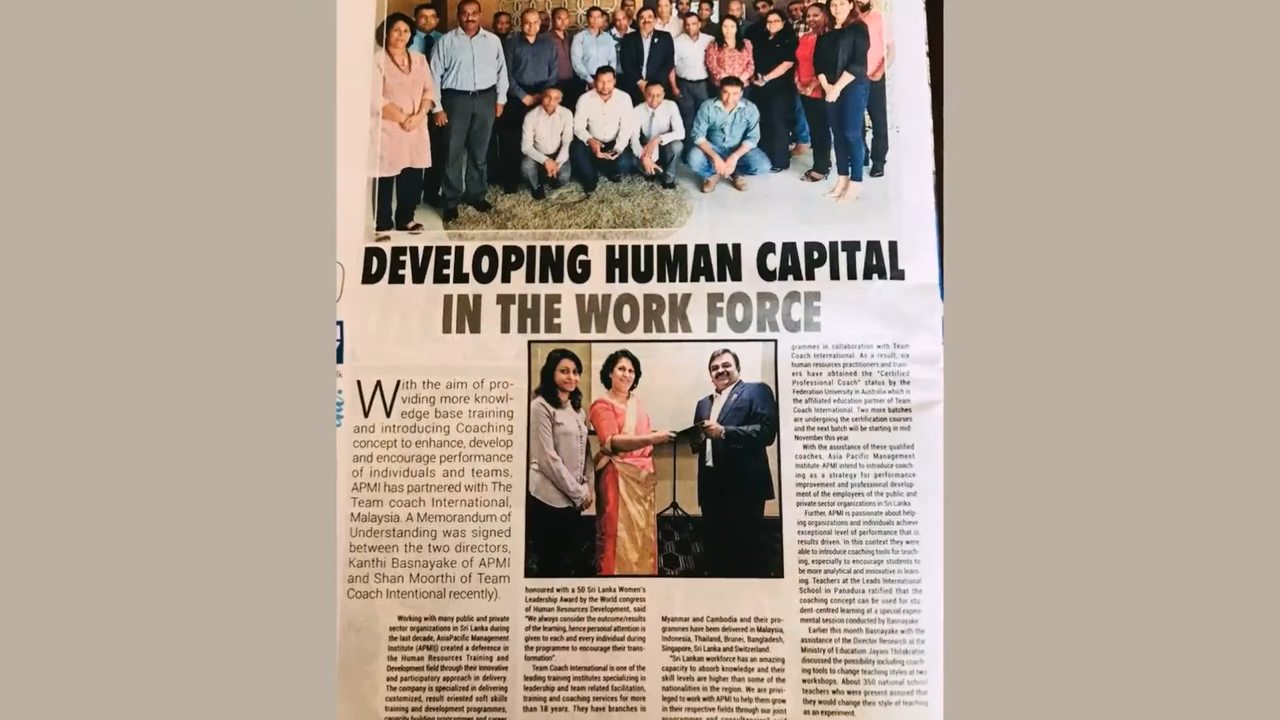 DEVELOPING HUMAN CAPITAL
IN THE WORK FORCE
With the aim of pro-
viding more knowl-
edge base training
and introducing Coaching
concept to enhance, develop
and encourage performance
of individuals and teams,
APMI has partnered with The
Team coach International,
Malaysia. A Memorandum of
Understanding was signed
between the two directors,
Kanthi Basnayake of APMI
and Shan Moorthi of Team
Coach Intentional recently).
Working with many public and private
sector organizations in Sri Lanka during
the last decade, AsiaPacific Management
Institute (APMI)) created a deference in
the Human Resources Training and
Development field through their innovative
and participatory approach in delivery.
The company is specialized in delivering
customized, result oriented soft skills
training and development programmes,
capacity building programmes and career
honoured with a 50 Sri Lanka Women's
Leadership Award by the World congress
of Human Resources Development, said
"We always consider the outcome/results
of the learning, hence personal attention is
given to each and every individual during
the programme to encourage their trans-
formation".
Team Coach International is one of the
leading training institutes specializing in
leadership and team related facilitation,
training and coaching services for more
than 18 years. They have branches in
Myanmar and Cambodia and their pro-
grammes have been delivered in Malaysia,
Indonesia, Thailand, Brunei, Bangladesh,
Singapore, Sri Lanka and Switzerland.
"Sri Lankan workforce has an amazing
capacity to absorb knowledge and their
skill levels are higher than some of the
nationalities in the region. We are privi-
leged to work with APMI to help them grow
in their respective fields through our joint
programmes and
grammes in collaboration with Team
Coach International. As a result, six
human resources practitioners and train-
ers have obtained the "Certified
Professional Coach" status by the
Federation University in Australia which is
the affiliated education partner of Team
Coach International. Two more batches
are undergoing the certification courses
and the next batch will be starting in mid
November this year.
With the assistance of these qualified
coaches, Asia Pacific Management
Institute-APMI intend to introduce coach-
ing as a strategy for performance
improvement and professional develop-
ment of the employees of the public and
private sector organizations in Sri Lanka.
Further, APMI is passionate about help-
ing organizations and individuals achieve
exceptional level of performance that is
results driven. In this context they were
able to introduce coaching tools for teach-
ing, especially to encourage students to
be more analytical and innovative in learn-
ing. Teachers at the Leads International
School in Panadura ratified that the
coaching concept can be used for stu-
dent-centred learning at a special experi-
mental session conducted by Basnayake.
Earlier this month Basnayake with the
assistance of the Director Research at the
Ministry of Education Jayani Thilakratne
discussed the possibility including coach-
ing tools to change teaching styles at two
workshops. About 350 national school
teachers who were present assured that
they would change their style of teaching
as an experiment.